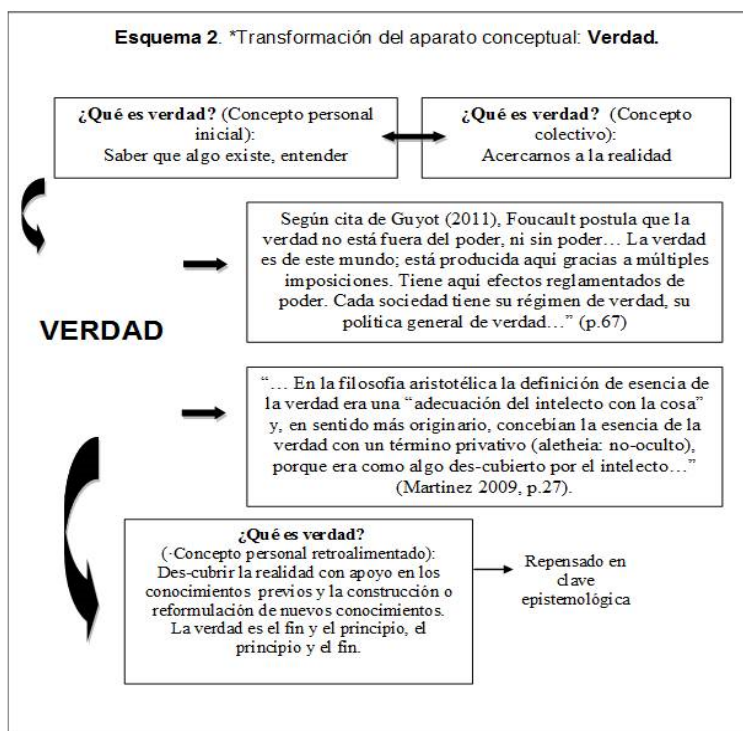 Esquema 2. *Transformación del aparato conceptual: Verdad.
¿Qué es verdad? (Concepto personal
inicial):
Saber que algo existe, entender
¿Qué es verdad? (Concepto
colectivo):
Acercarnos a la realidad
Según cita de Guyot (2011), Foucault postula que la
verdad no está fuera del poder, ni sin poder… La verdad
es de este mundo; está producida aquí gracias a múltiples
imposiciones. Tiene aquí efectos reglamentados de
poder. Cada sociedad tiene su régimen de verdad, su
política general de verdad…” (p.67)
VERDAD
“… En la filosofía aristotélica la definición de esencia de
la verdad era una “adecuación del intelecto con la cosa”
y, en sentido más originario, concebían la esencia de la
verdad con un término privativo (aletheia: no-oculto),
porque era como algo des-cubierto por el intelecto…”
(Martinez 2009, p.27).
¿Qué es verdad?
(·Concepto personal retroalimentado):
Des-cubrir la realidad con apoyo en los
conocimientos previos y la construcción o
reformulación de nuevos conocimientos.
La verdad es el fin y el principio, el
principio y el fin.
Repensado en
clave
epistemológica